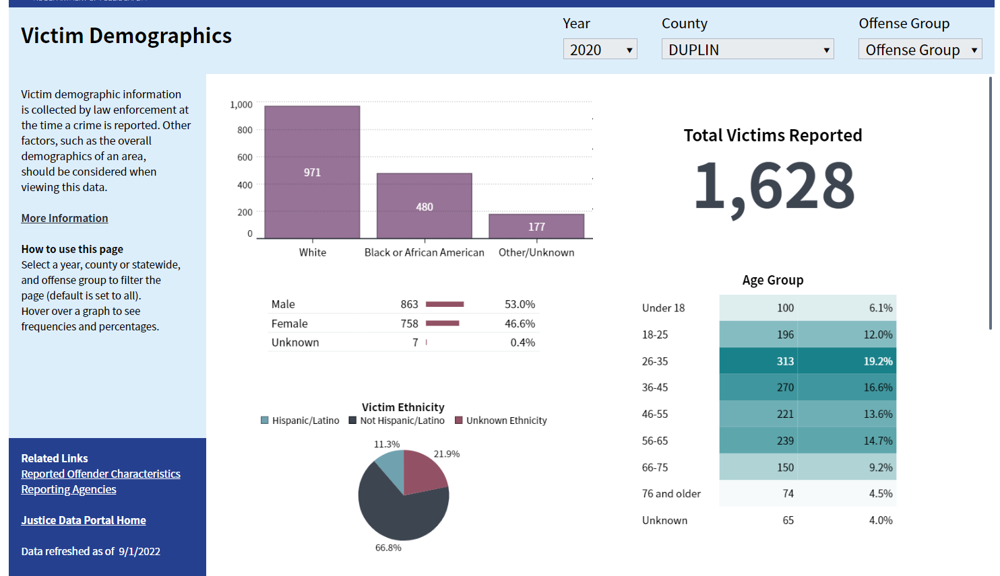 Victim Demographics
Year
County
Offense Group
2020
DUPLIN
Offense Group
Victim demographic information
is collected by law enforcement at
the time a crime is reported. Other
factors, such as the overall
demographics of an area,
should be considered when
viewing this data.
More Information
How to use this page
Select a year, county or statewide,
and offense group to filter the
page (default is set to all).
Hover over a graph to see
frequencies and percentages.
Related Links
Reported Offender Characteristics
Reporting Agencies
Justice Data Portal Home
Data refreshed as of 9/1/2022
1,000
800
600
400
200
0
971
480
177
White
Black or African American
Other/Unknown
Male 863 53.0%
Female 758 46.6%
Unknown 7 0.4%
Victim Ethnicity
Hispanic/Latino Not Hispanic/Latino Unknown Ethnicity
11.3%
21.9%
66.8%
Total Victims Reported
1,628
Age Group
Under 18 100 6.1%
18-25 196 12.0%
26-35 313 19.2%
36-45 270 16.6%
46-55 221 13.6%
56-65 239 14.7%
66-75 150 9.2%
76 and older 74 4.5%
Unknown 65 4.0%